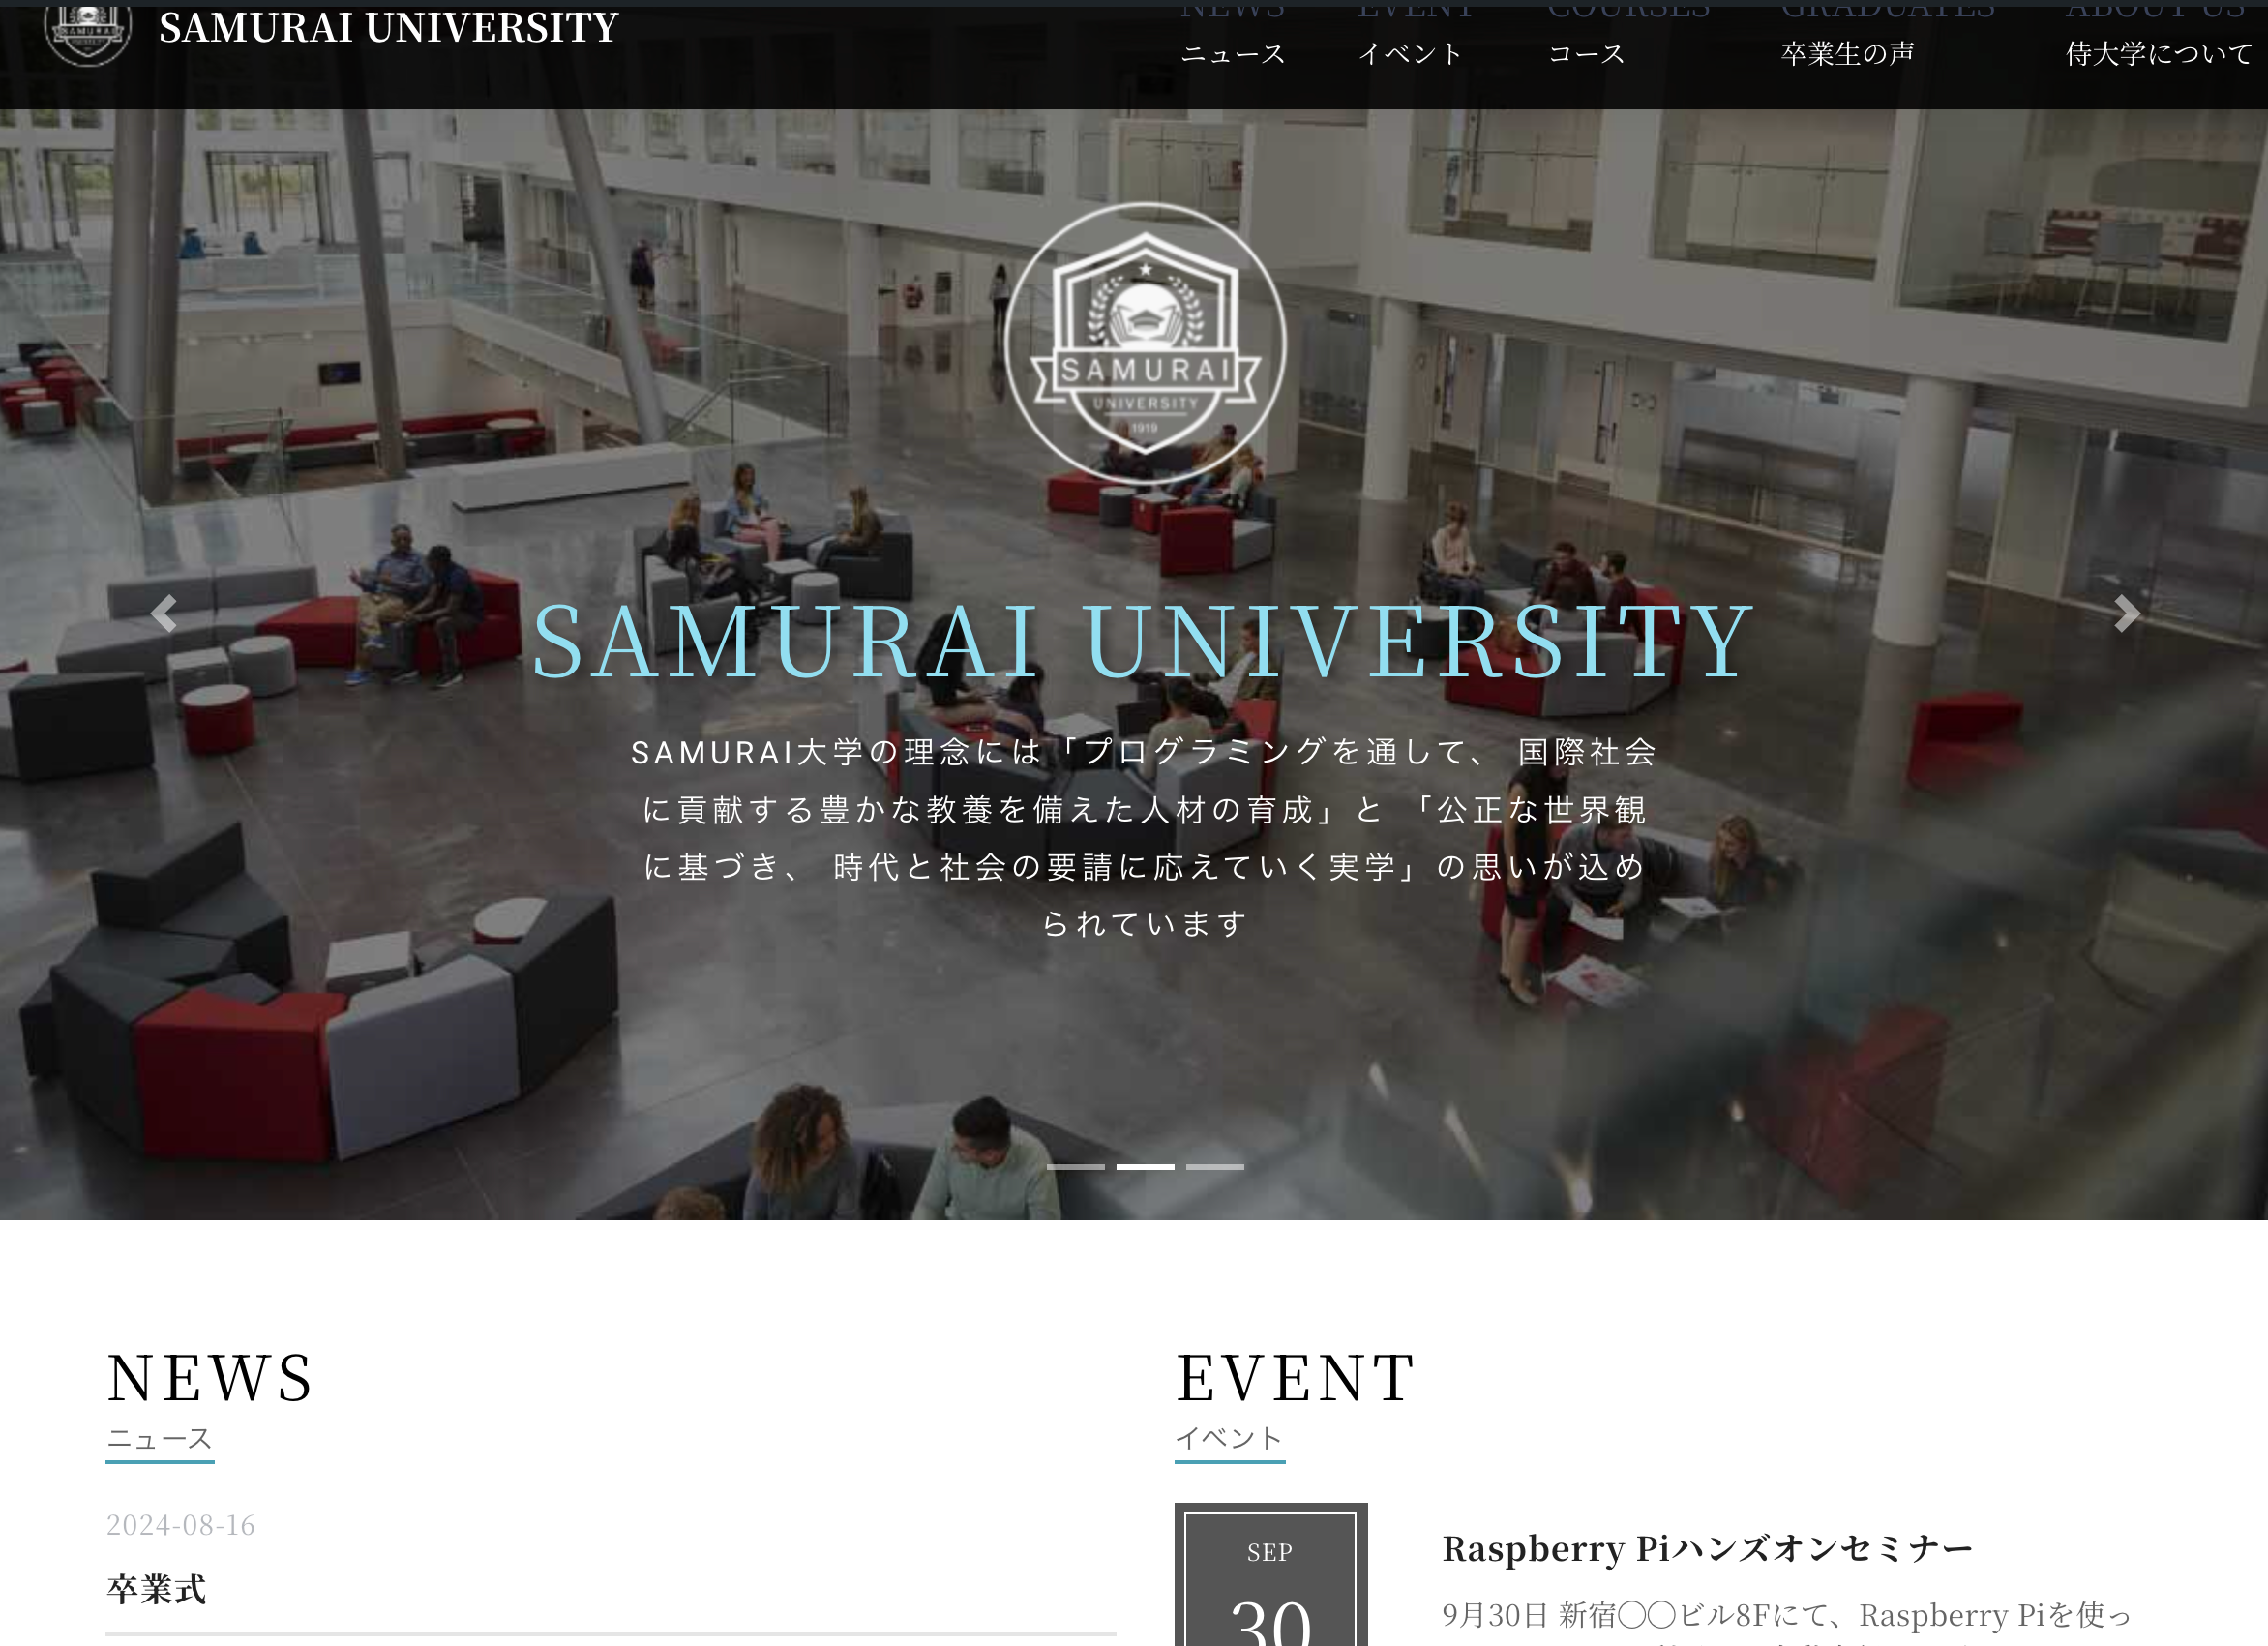 SAMURAI UNIVERSITY
NEWS EVENT COURSES GRADUATES ABOUT US
ニュース イベント コース 卒業生の声 侍大学について
SAMURAI
UNIVERSITY
1919
SAMURAI UNIVERSITY
SAMURAI大学の理念には「プログラミングを通して、 国際社会
に貢献する豊かな教養を備えた人材の育成」と 「公正な世界観
に基づき、 時代と社会の要請に応えていく実学」の思いが込め
られています
NEWS
ニュース
2024-08-16
卒業式
EVENT
イベント
SEP
30
Raspberry Piハンズオンセミナー
9月30日 新宿〇〇ビル8Fにて、Raspberry Piを使っ